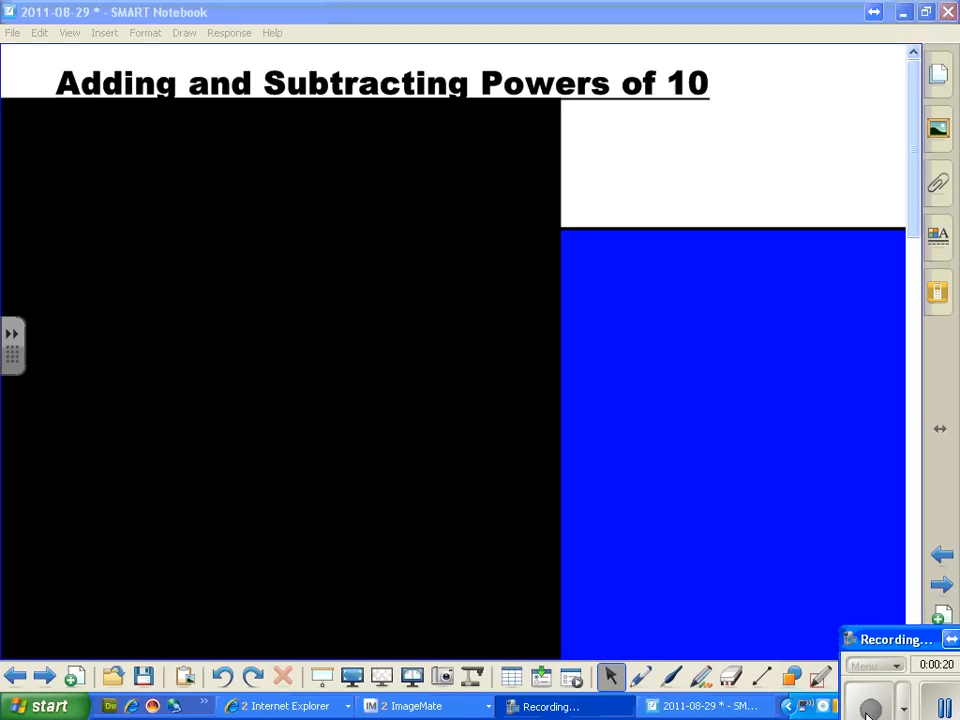 2011-08-29 * - SMART Notebook
File Edit View Insert Format Draw Response Help
Adding and Subtracting Powers of 10
Recording...
Menu
0:00:20
start
2 Internet Explorer
2 ImageMate
Recording...
2011-08-29 * - SM...